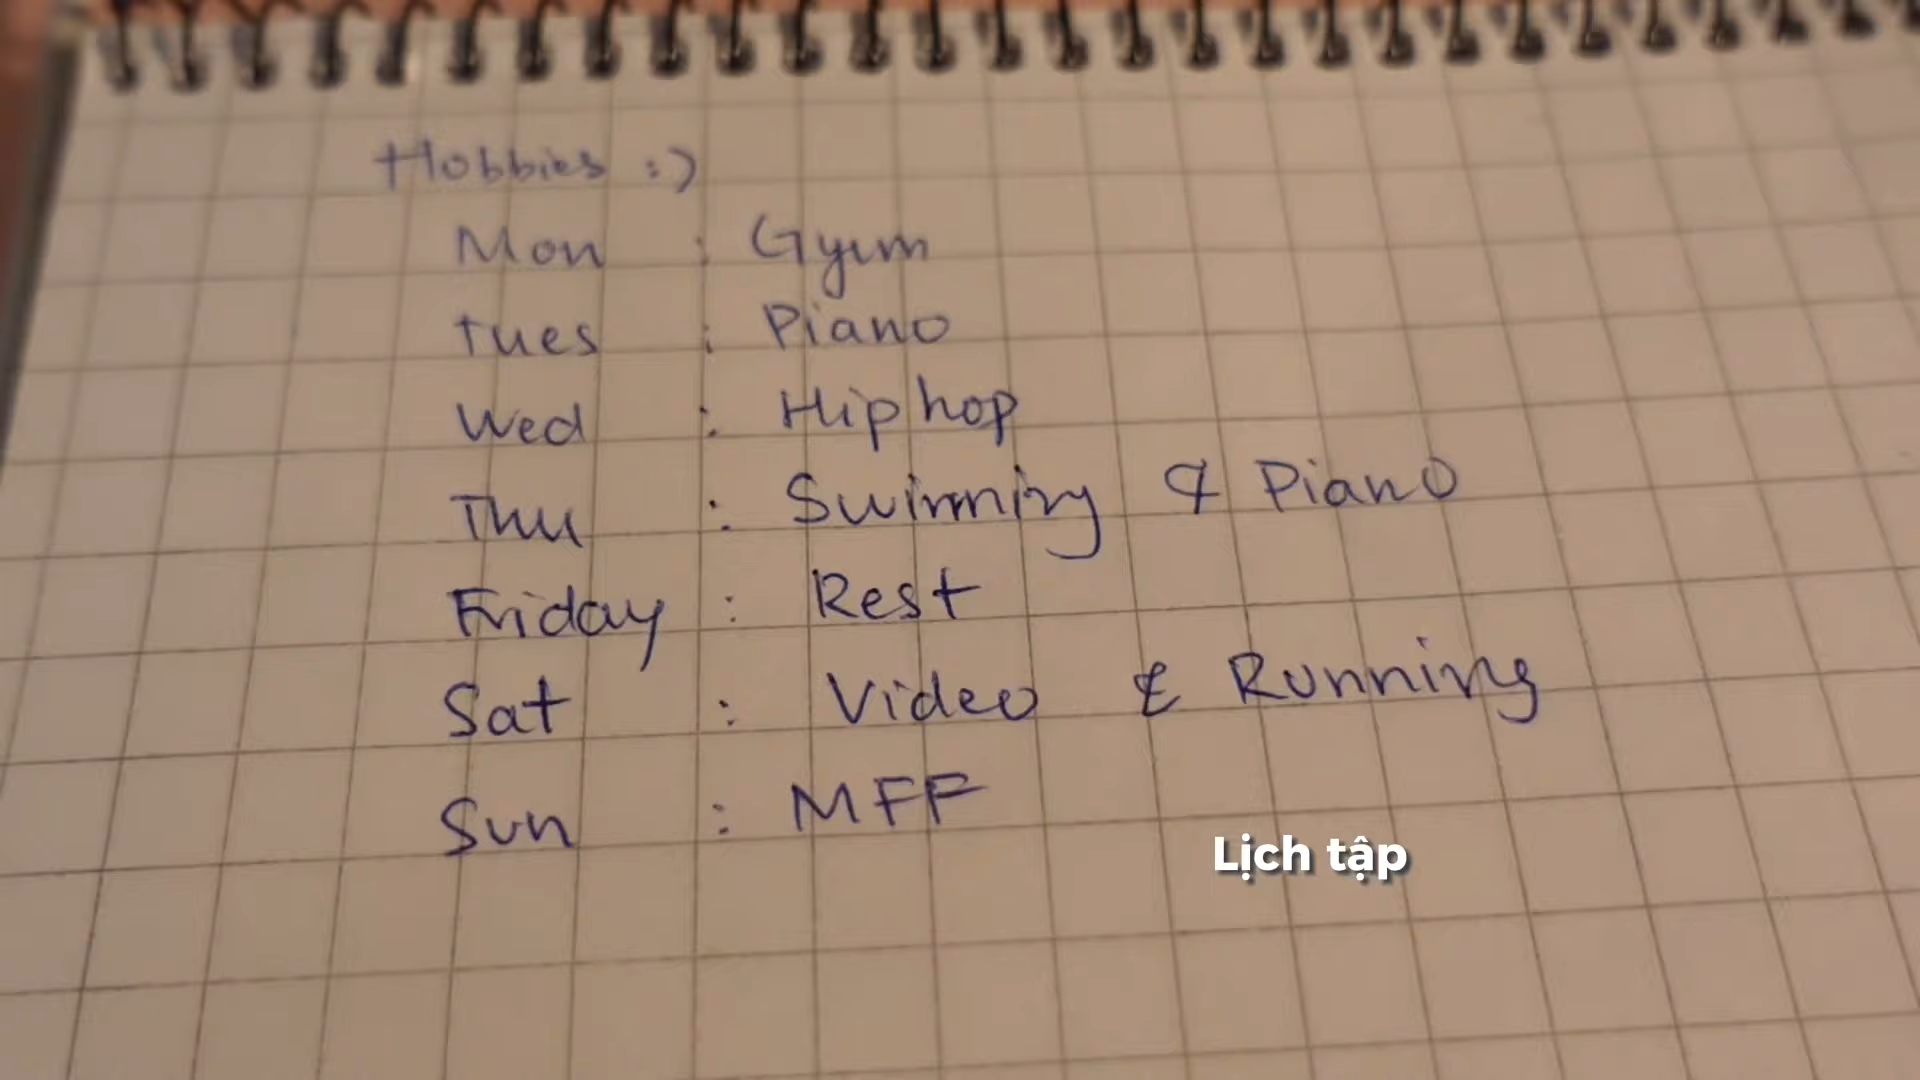 Hobbies :)
Mon : Gym
Tues : Piano
Wed : Hiphop
Thu : Swimming & Piano
Friday : Rest
Sat : Video & Running
Sun : MFF
Lịch tập